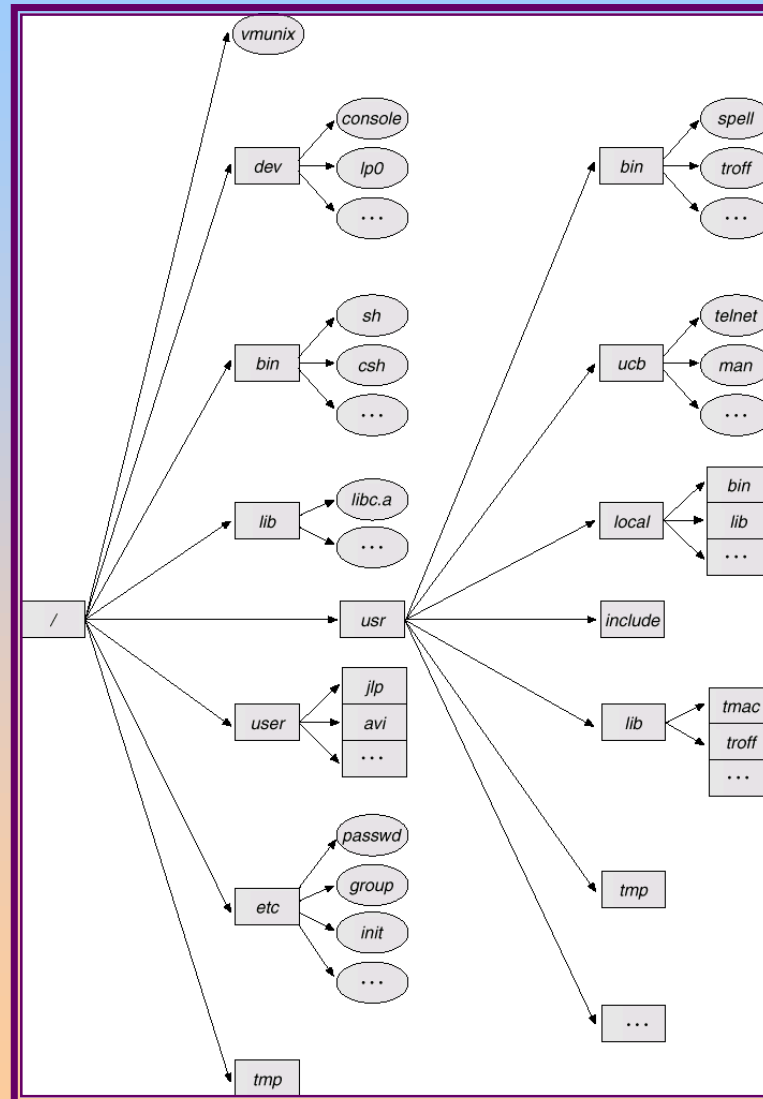 vmunix
dev
console
lp0
...
bin
sh
csh
...
lib
libc.a
...
/
usr
user
jlp
avi
...
etc
passwd
group
init
...
tmp
bin
spell
troff
...
ucb
telnet
man
...
local
bin
lib
...
include
lib
tmac
troff
...
tmp
...